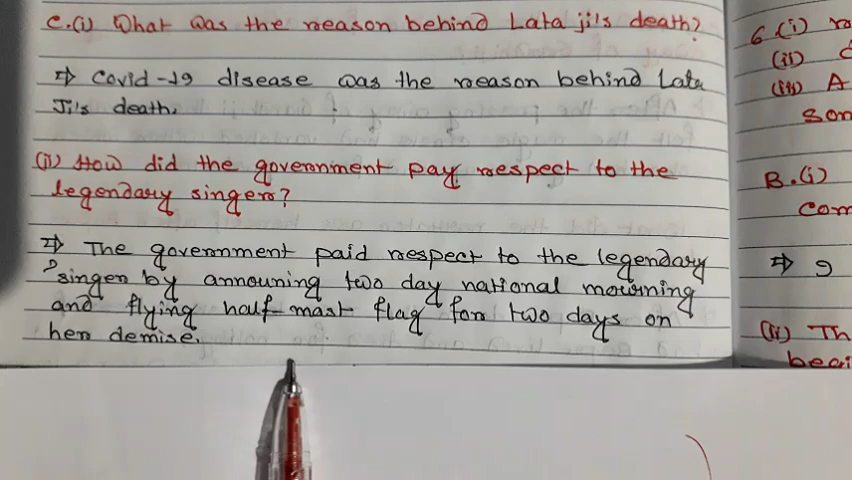 C.(i) What was the reason behind Lata ji's death?
⇒ Covid-19 disease was the reason behind Lata
Ji's death.
(ii) How did the government pay respect to the
legendary singer?
⇒ The government paid respect to the legendary
singer by announing two day national mourning
and flying half-mast flag for two days on
her demise.
6 (i)
(ii)
(iii) A
son
B.(i)
com
⇒ 9
(ii) Th
begi